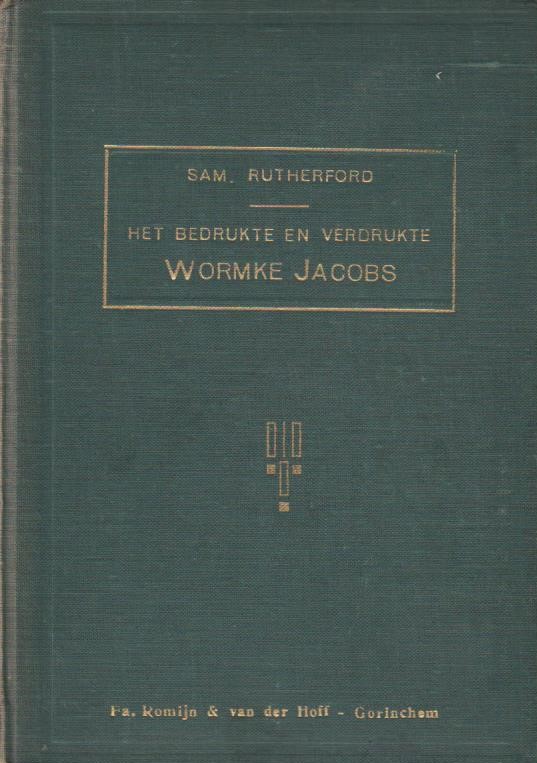 SAM. RUTHERFORD
HET BEDRUKTE EN VERDRUKTE
WORMKE JACOBS
Fa. Romijn & van der Hoff - Gorinchem